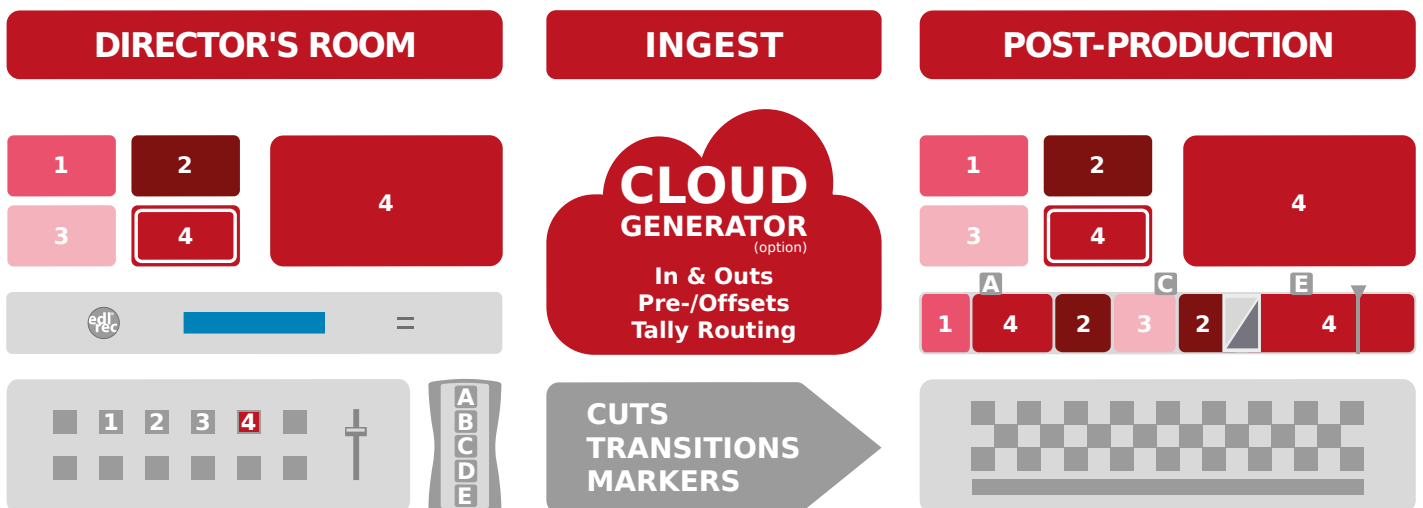 DIRECTOR'S ROOM
INGEST
POST-PRODUCTION
1
2
3
4
4
edl
rec
=
1 2 3 4
A
B
C
D
E
CLOUD
GENERATOR
(option)
In & Outs
Pre-/Offsets
Tally Routing
CUTS
TRANSITIONS
MARKERS
1
2
3
4
4
A C E
1 4 2 3 2 4